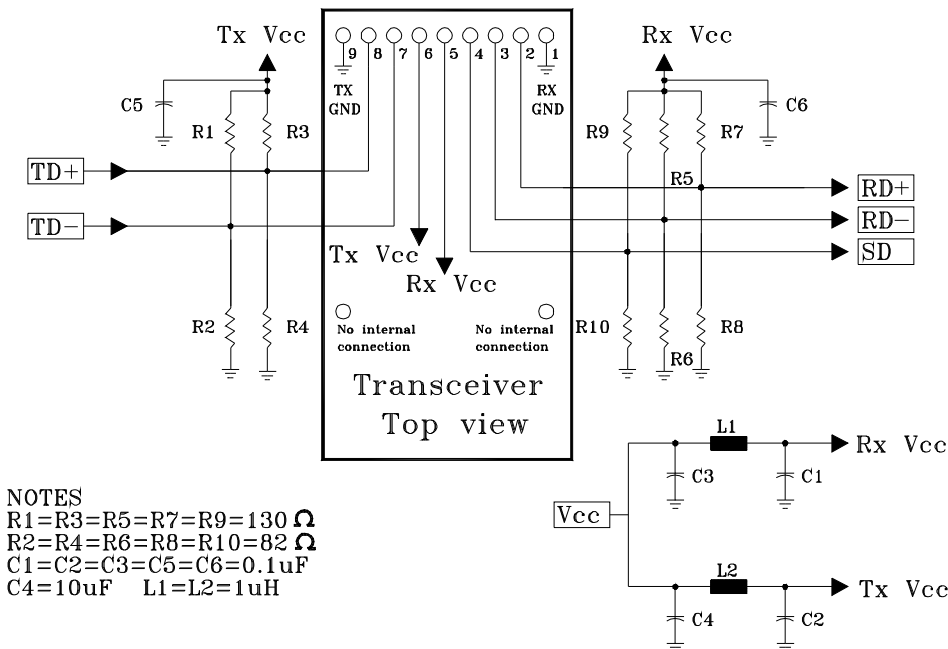 Tx Vcc
Rx Vcc
9 8 7 6 5 4 3 2 1
TX
GND
RX
GND
C5
C6
R1
R3
R9
R7
TD+
R5
RD+
TD-
RD-
SD
Tx Vcc
Rx Vcc
R2
R4
R10
R8
R6
No internal
connection
No internal
connection
Transceiver
Top view
L1
Rx Vcc
C3
C1
Vcc
L2
Tx Vcc
C4
C2
NOTES
R1=R3=R5=R7=R9=130 Ω
R2=R4=R6=R8=R10=82 Ω
C1=C2=C3=C5=C6=0.1uF
C4=10uF L1=L2=1uH